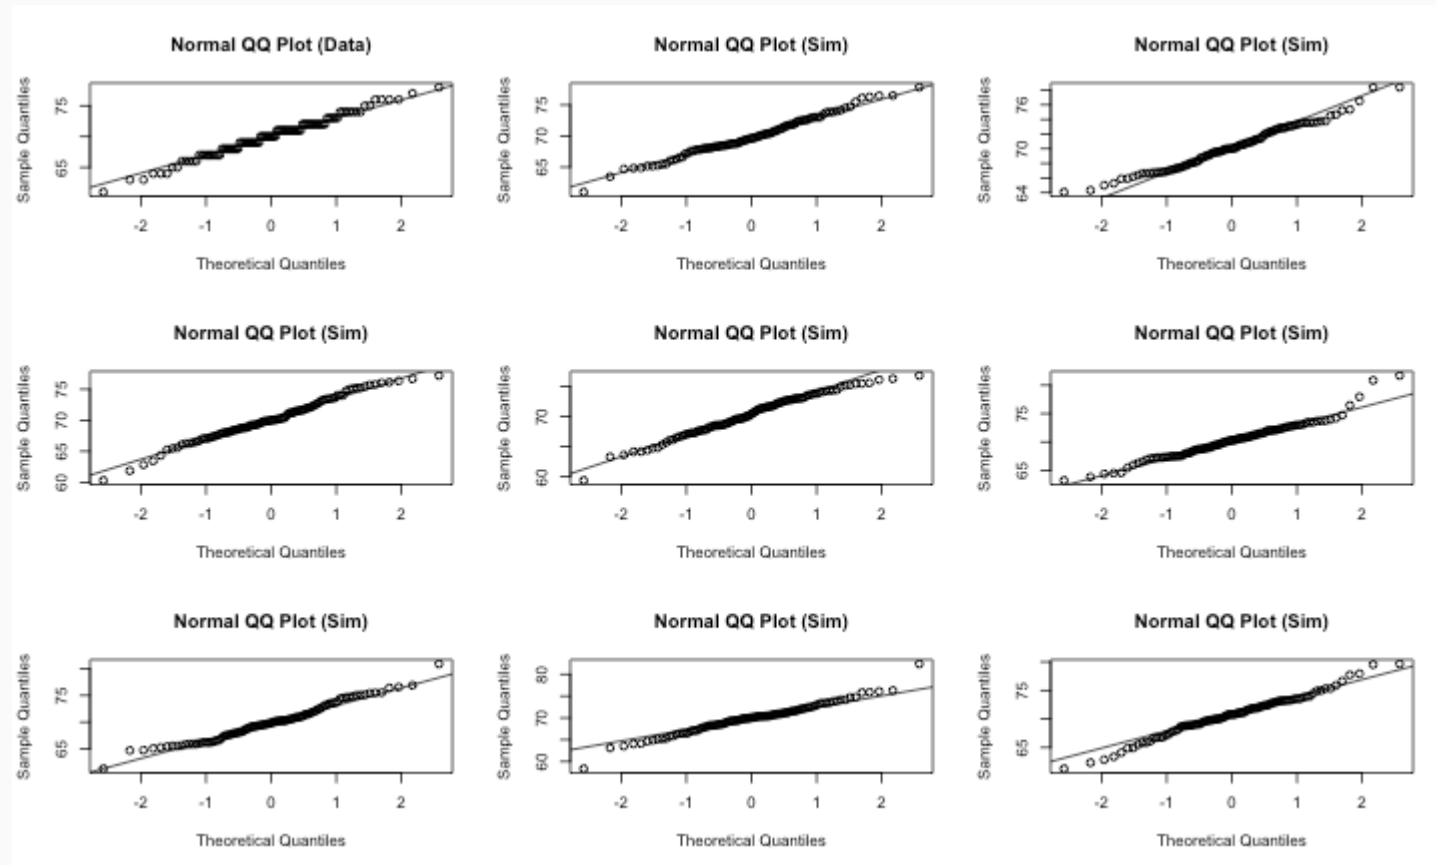 Normal QQ Plot (Data)
Sample Quantiles
75
65
-2 -1 0 1 2
Theoretical Quantiles
Normal QQ Plot (Sim)
Sample Quantiles
75
70
65
-2 -1 0 1 2
Theoretical Quantiles
Normal QQ Plot (Sim)
Sample Quantiles
76
70
64
-2 -1 0 1 2
Theoretical Quantiles
Normal QQ Plot (Sim)
Sample Quantiles
75
70
65
60
-2 -1 0 1 2
Theoretical Quantiles
Normal QQ Plot (Sim)
Sample Quantiles
70
60
-2 -1 0 1 2
Theoretical Quantiles
Normal QQ Plot (Sim)
Sample Quantiles
75
65
-2 -1 0 1 2
Theoretical Quantiles
Normal QQ Plot (Sim)
Sample Quantiles
75
65
-2 -1 0 1 2
Theoretical Quantiles
Normal QQ Plot (Sim)
Sample Quantiles
80
70
60
-2 -1 0 1 2
Theoretical Quantiles
Normal QQ Plot (Sim)
Sample Quantiles
75
65
-2 -1 0 1 2
Theoretical Quantiles